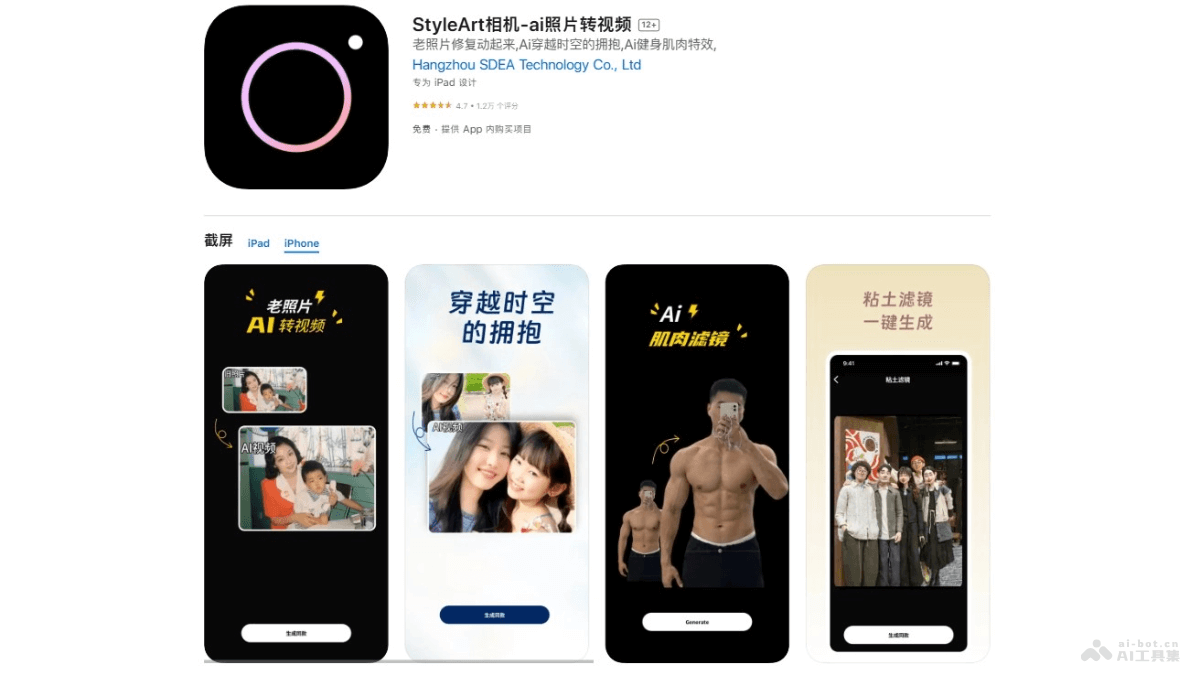 StyleArt相机-ai照片转视频 12+
老照片修复动起来,Ai穿越时空的拥抱,Ai健身肌肉特效,
Hangzhou SDEA Technology Co., Ltd
专为 iPad 设计
4.7 • 1.2万 个评分
免费 · 提供 App 内购买项目
截屏 iPad iPhone
老照片
AI 转视频
旧照片
AI视频
生成同款
穿越时空
的拥抱
AI视频
生成同款
Ai
肌肉滤镜
Generate
粘土滤镜
一键生成
9:41
粘土滤镜
生成同款
ai-bot.cn
AI工具集